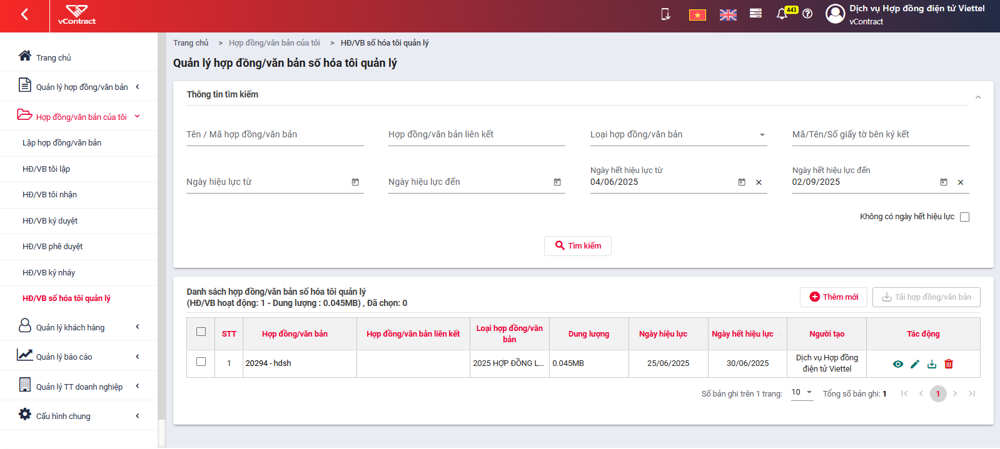 vContract
443
Dịch vụ Hợp đồng điện tử Viettel
vContract
Trang chủ
Quản lý hợp đồng/văn bản
Hợp đồng/văn bản của tôi
Lập hợp đồng/văn bản
HĐ/VB tôi lập
HĐ/VB tôi nhận
HĐ/VB ký duyệt
HĐ/VB phê duyệt
HĐ/VB ký nháy
HĐ/VB số hóa tôi quản lý
Quản lý khách hàng
Quản lý báo cáo
Quản lý TT doanh nghiệp
Cấu hình chung
Trang chủ > Hợp đồng/văn bản của tôi > HĐ/VB số hóa tôi quản lý
Quản lý hợp đồng/văn bản số hóa tôi quản lý
Thông tin tìm kiếm
Tên / Mã hợp đồng/văn bản
Hợp đồng/văn bản liên kết
Loại hợp đồng/văn bản
Mã/Tên/Số giấy tờ bên ký kết
Ngày hiệu lực từ
Ngày hiệu lực đến
Ngày hết hiệu lực từ
04/06/2025
Ngày hết hiệu lực đến
02/09/2025
Không có ngày hết hiệu lực
Tìm kiếm
Danh sách hợp đồng/văn bản số hóa tôi quản lý
(HĐ/VB hoạt động: 1 - Dung lượng : 0.045MB) , Đã chọn: 0
Thêm mới
Tải hợp đồng/văn bản
STT
Hợp đồng/văn bản
Hợp đồng/văn bản liên kết
Loại hợp đồng/văn
bản
Dung lượng
Ngày hiệu lực
Ngày hết hiệu lực
Người tạo
Tác động
1
20294 - hdsh
2025 HỢP ĐỒNG L...
0.045MB
25/06/2025
30/06/2025
Dịch vụ Hợp đồng
điện tử Viettel
Số bản ghi trên 1 trang: 10
Tổng số bản ghi: 1
1